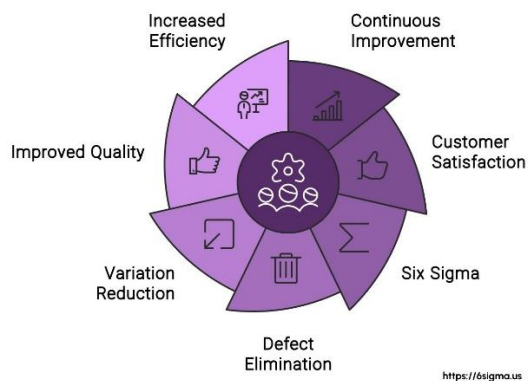 Increased
Efficiency
Continuous
Improvement
Improved Quality
Customer
Satisfaction
Variation
Reduction
Six Sigma
Defect
Elimination
https://6sigma.us